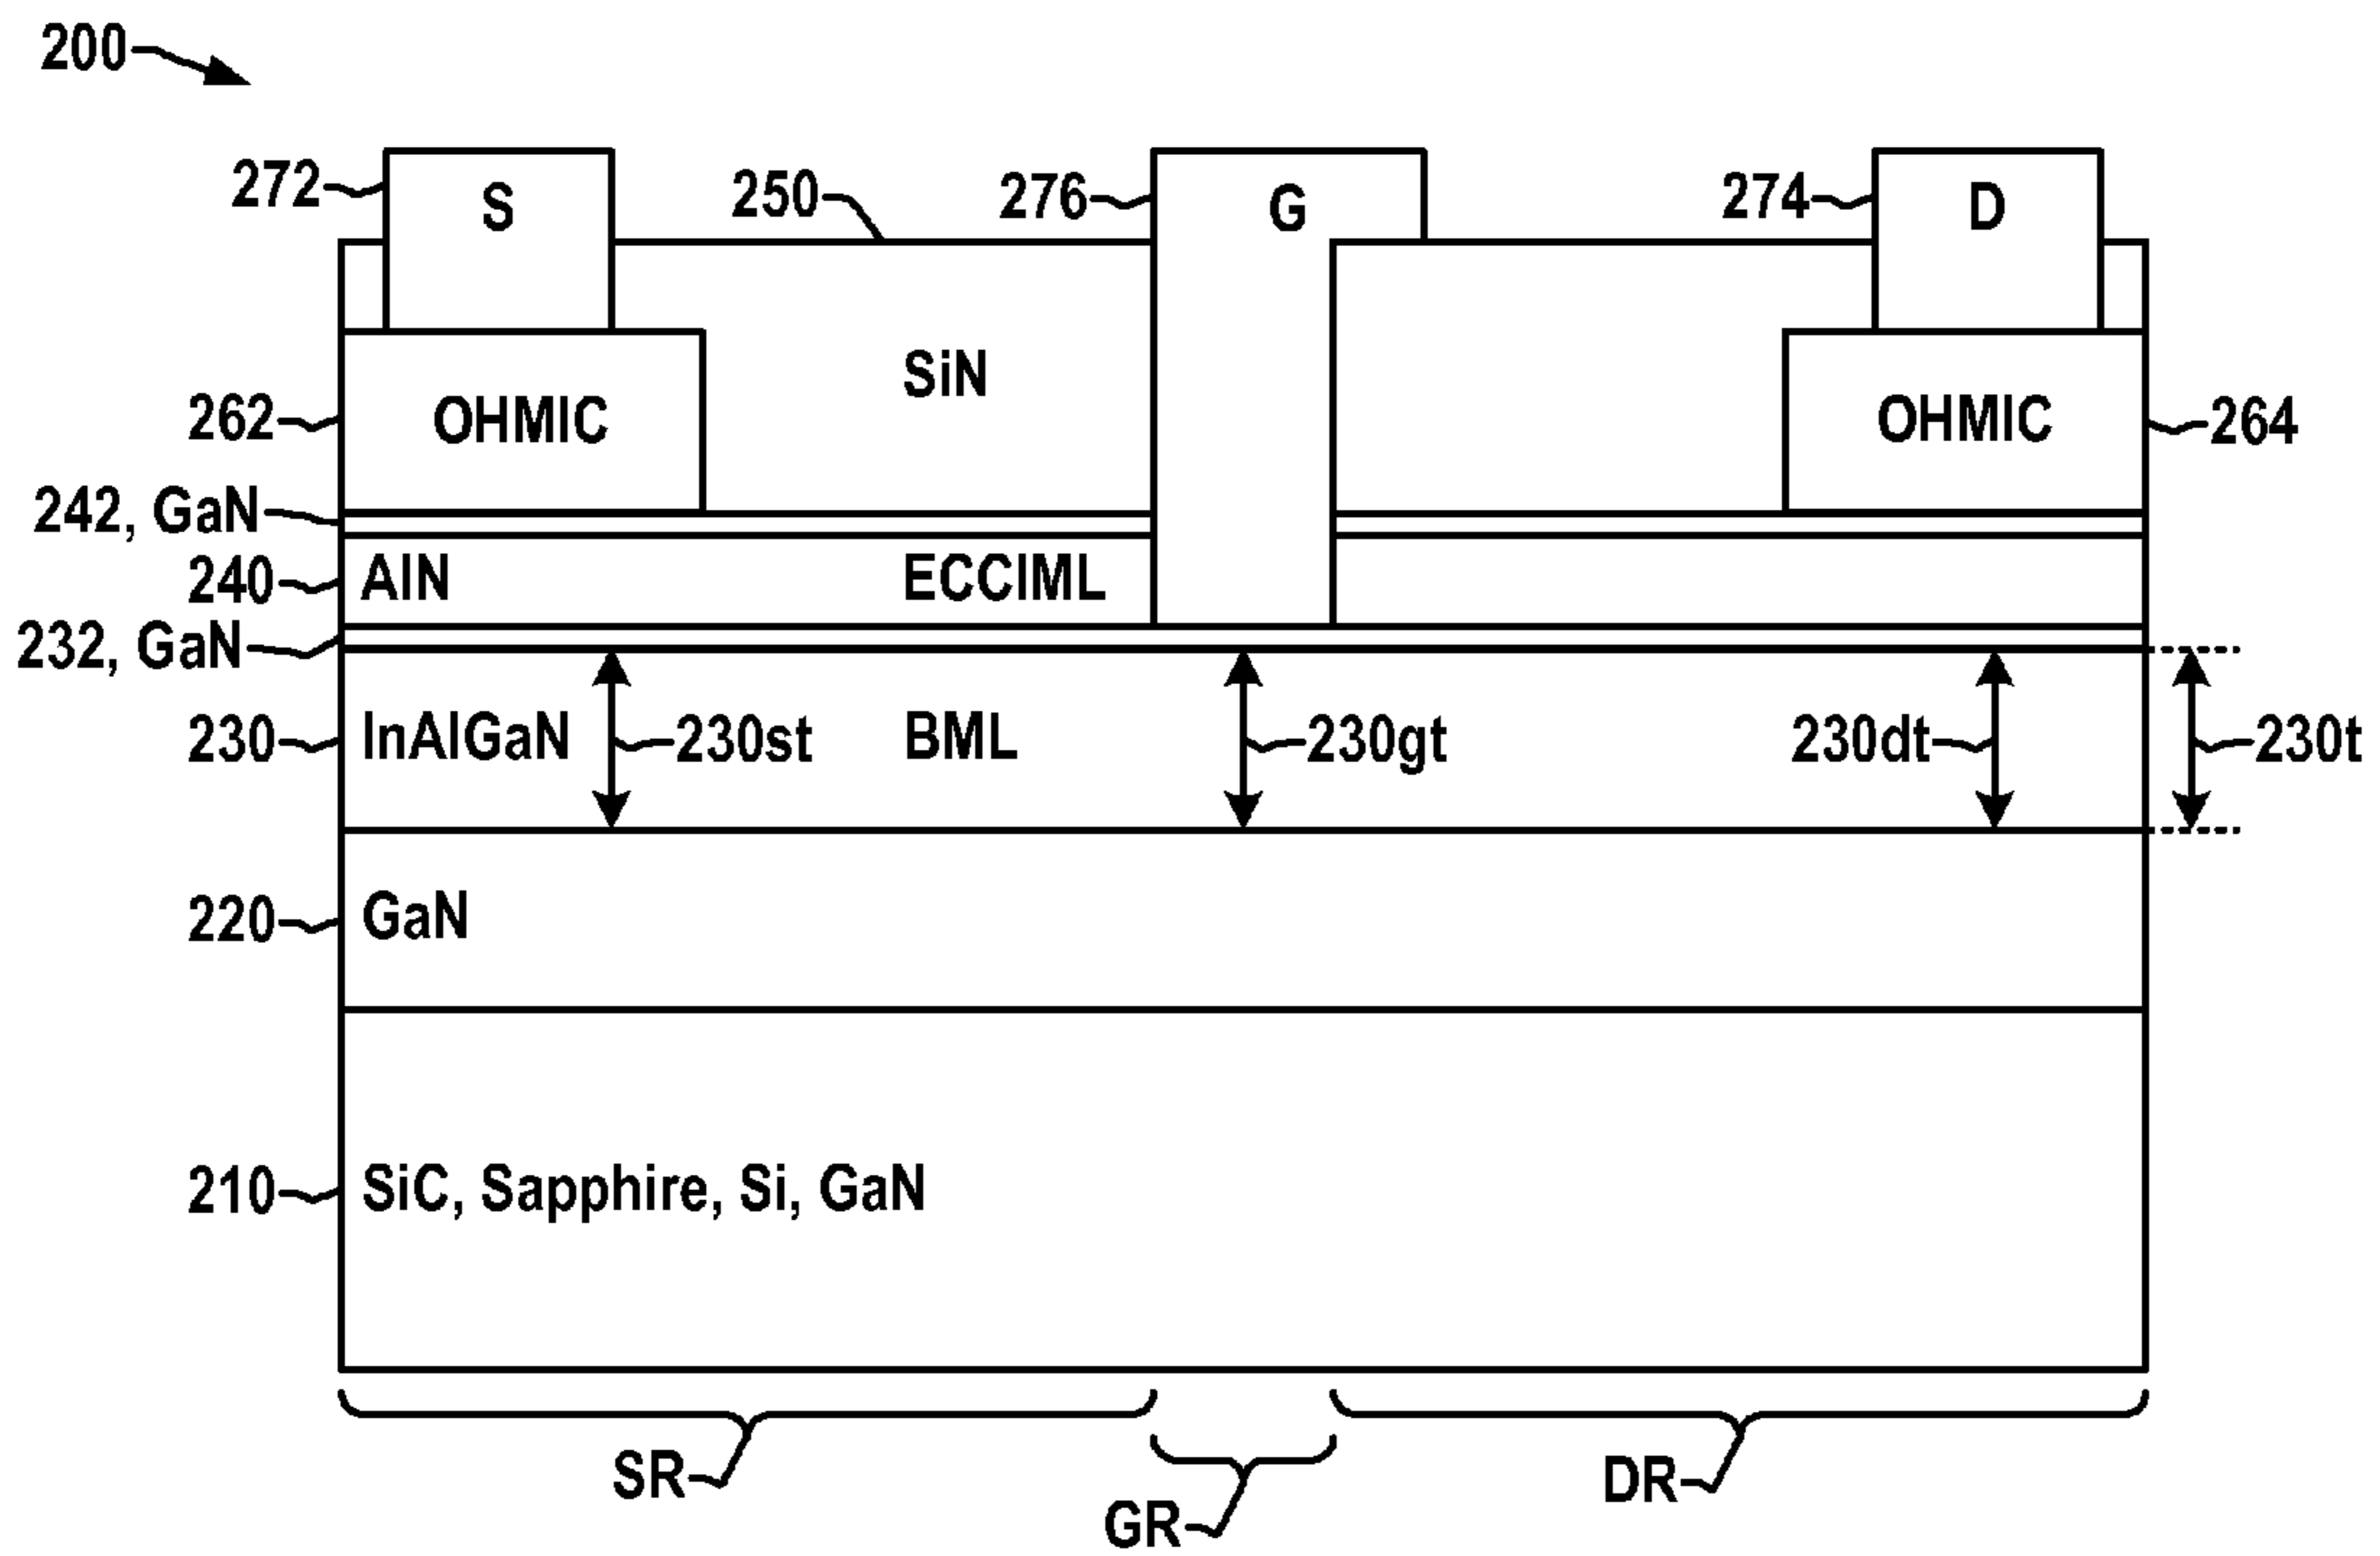 200
272 S 250 276 G 274 D
SiN
262 OHMIC OHMIC 264
242, GaN
240 AlN ECCIML
232, GaN
230 InAlGaN 230st BML 230gt 230dt 230t
220 GaN
210 SiC, Sapphire, Si, GaN
SR GR DR